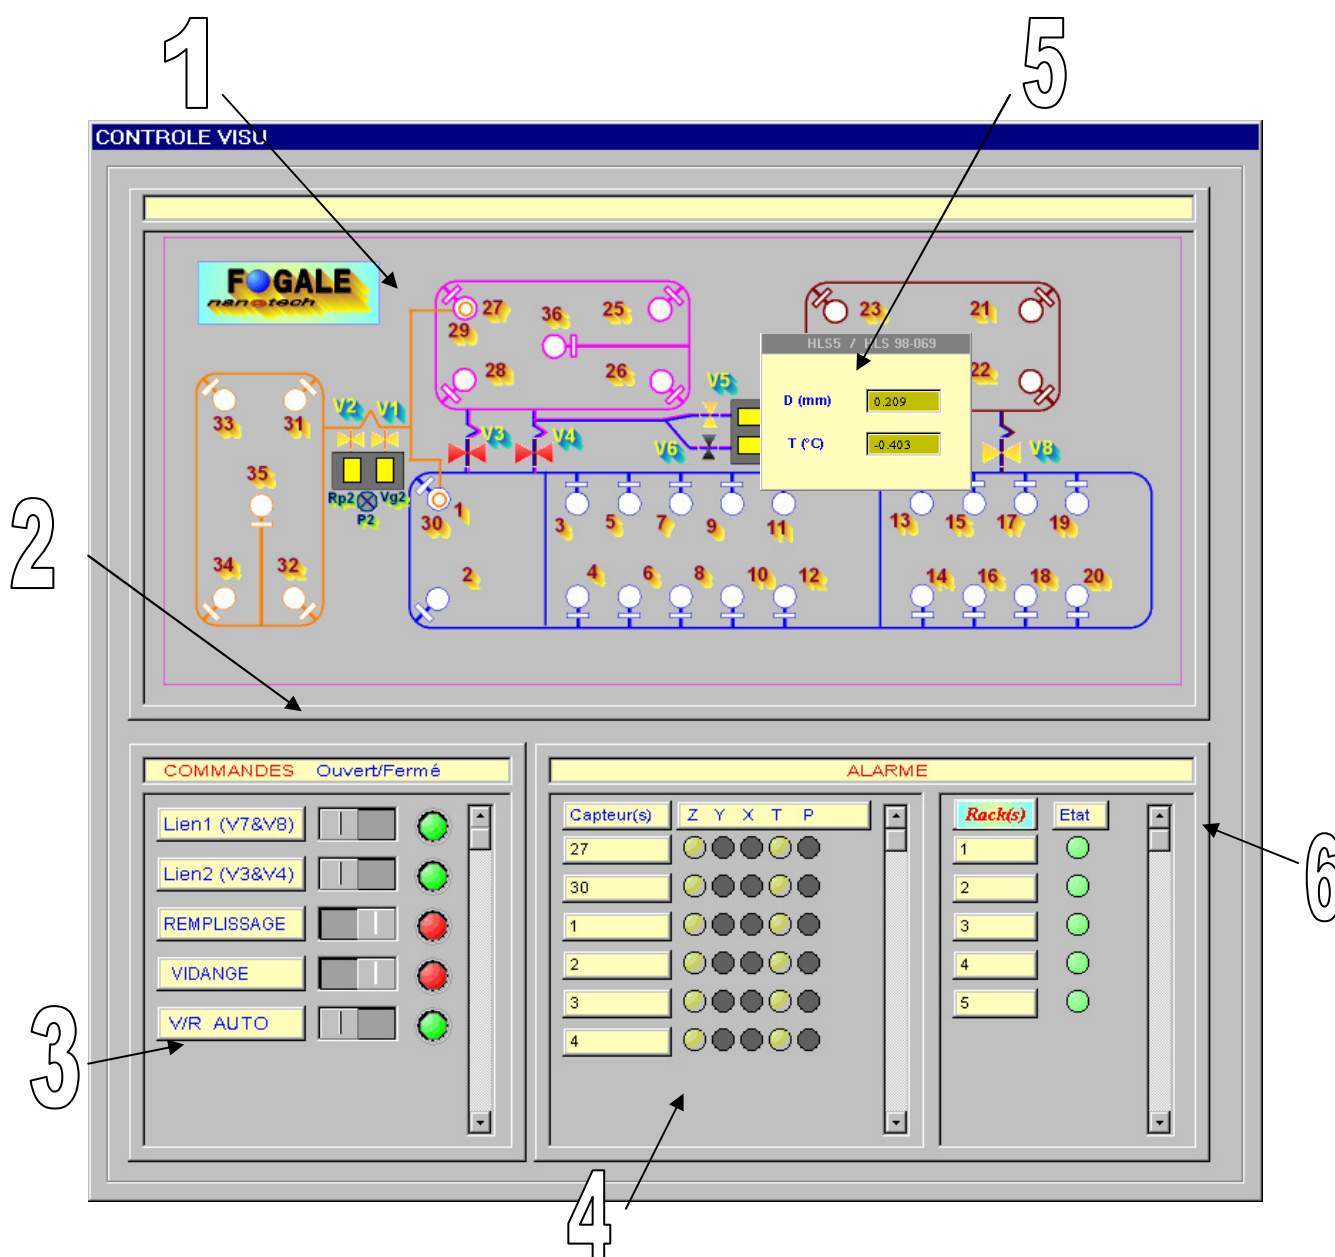 1
5
CONTROLE VISU
FOGALE
nanotech
27
29
36
25
28
26
23
21
22
HLS5 / HLS 98-069
D (mm) 0.209
T (°C) -0.403
33
31
V2 V1
V5
V3
V4
V6
V8
35
Rp2 Vg2
P2
30
1
3
5
7
9
11
13
15
17
19
2
34
32
2
4
6
8
10
12
14
16
18
20
COMMANDES Ouvert/Fermé
ALARME
Lien1 (V7&V8)
Lien2 (V3&V4)
REMPLISSAGE
VIDANGE
V/R AUTO
Capteur(s) Z Y X T P
27
30
1
2
3
4
Rack(s) Etat
1
2
3
4
5
6
3
4